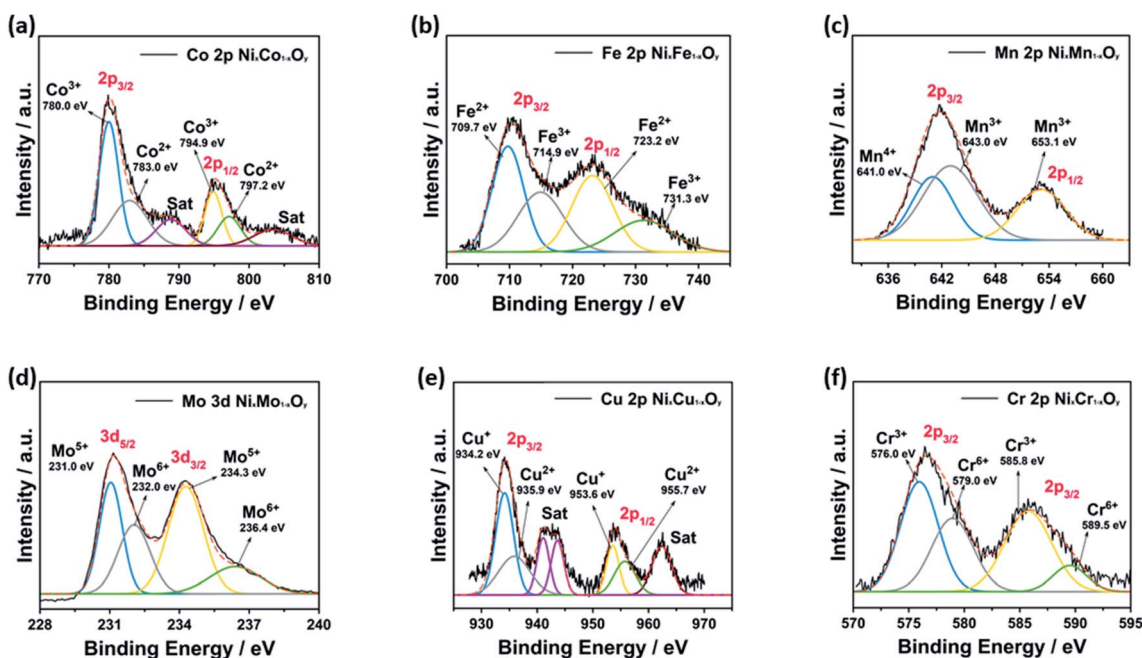 (a)
Co 2p NiₓCo₁₋ₓOᵧ
Co³⁺
780.0 eV
2p₃/₂
Co²⁺
783.0 eV
Sat
Co³⁺
794.9 eV
2p₁/₂
Co²⁺
797.2 eV
Sat
Intensity / a.u.
770 780 790 800 810
Binding Energy / eV
(b)
Fe 2p NiₓFe₁₋ₓOᵧ
Fe²⁺
709.7 eV
2p₃/₂
Fe³⁺
714.9 eV
2p₁/₂
Fe²⁺
723.2 eV
Fe³⁺
731.3 eV
Intensity / a.u.
700 710 720 730 740
Binding Energy / eV
(c)
Mn 2p NiₓMn₁₋ₓOᵧ
2p₃/₂
Mn⁴⁺
641.0 eV
Mn³⁺
643.0 eV
Mn³⁺
653.1 eV
2p₁/₂
Intensity / a.u.
636 642 648 654 660
Binding Energy / eV
(d)
Mo 3d NiₓMo₁₋ₓOᵧ
Mo⁵⁺
231.0 eV
3d₅/₂
Mo⁶⁺
232.0 eV
3d₃/₂
Mo⁵⁺
234.3 eV
Mo⁶⁺
236.4 eV
Intensity / a.u.
228 231 234 237 240
Binding Energy / eV
(e)
Cu 2p NiₓCu₁₋ₓOᵧ
Cu⁺
934.2 eV
2p₃/₂
Cu²⁺
935.9 eV
Sat
Cu⁺
953.6 eV
2p₁/₂
Cu²⁺
955.7 eV
Sat
Intensity / a.u.
930 940 950 960 970
Binding Energy / eV
(f)
Cr 2p NiₓCr₁₋ₓOᵧ
Cr³⁺
576.0 eV
2p₃/₂
Cr⁶⁺
579.0 eV
Cr³⁺
585.8 eV
2p₃/₂
Cr⁶⁺
589.5 eV
Intensity / a.u.
570 575 580 585 590 595
Binding Energy / eV